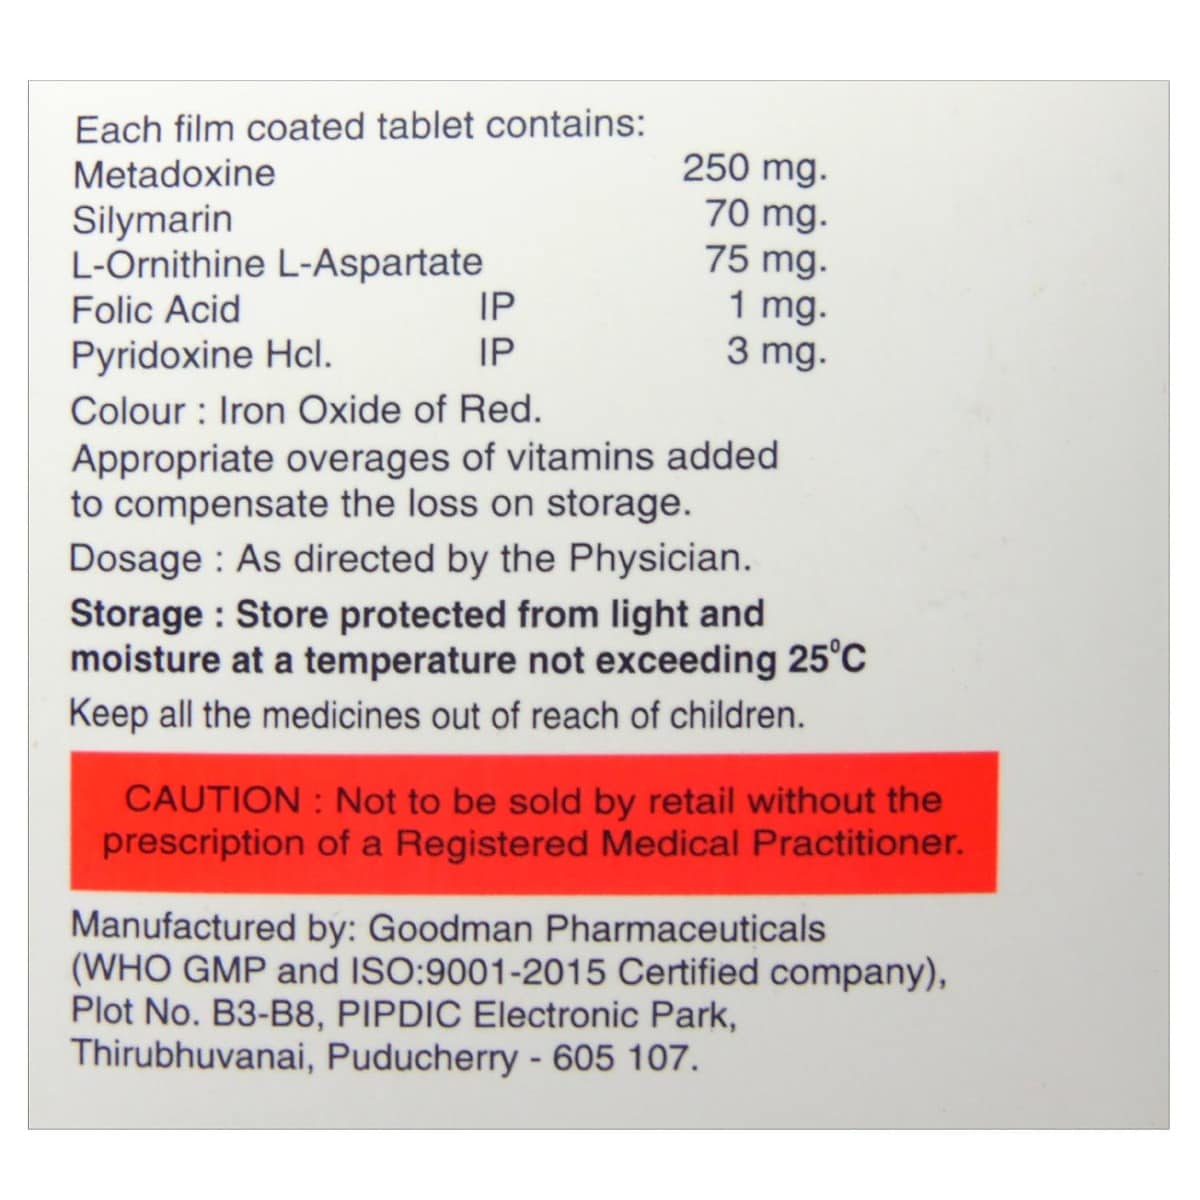 Each film coated tablet contains:
Metadoxine 250 mg.
Silymarin 70 mg.
L-Ornithine L-Aspartate 75 mg.
Folic Acid IP 1 mg.
Pyridoxine Hcl. IP 3 mg.
Colour : Iron Oxide of Red.
Appropriate overages of vitamins added
to compensate the loss on storage.
Dosage : As directed by the Physician.
Storage : Store protected from light and
moisture at a temperature not exceeding 25⁰C
Keep all the medicines out of reach of children.
CAUTION : Not to be sold by retail without the
prescription of a Registered Medical Practitioner.
Manufactured by: Goodman Pharmaceuticals
(WHO GMP and ISO:9001-2015 Certified company),
Plot No. B3-B8, PIPDIC Electronic Park,
Thirubhuvanai, Puducherry - 605 107.